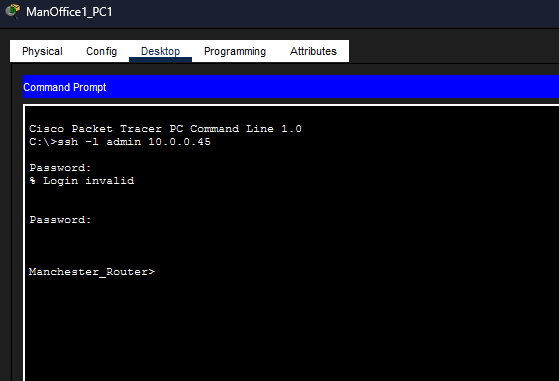 ManOffice1_PC1
Physical Config Desktop Programming Attributes
Command Prompt
Cisco Packet Tracer PC Command Line 1.0
C:\>ssh -l admin 10.0.0.45
Password:
% Login invalid
Password:
Manchester_Router>